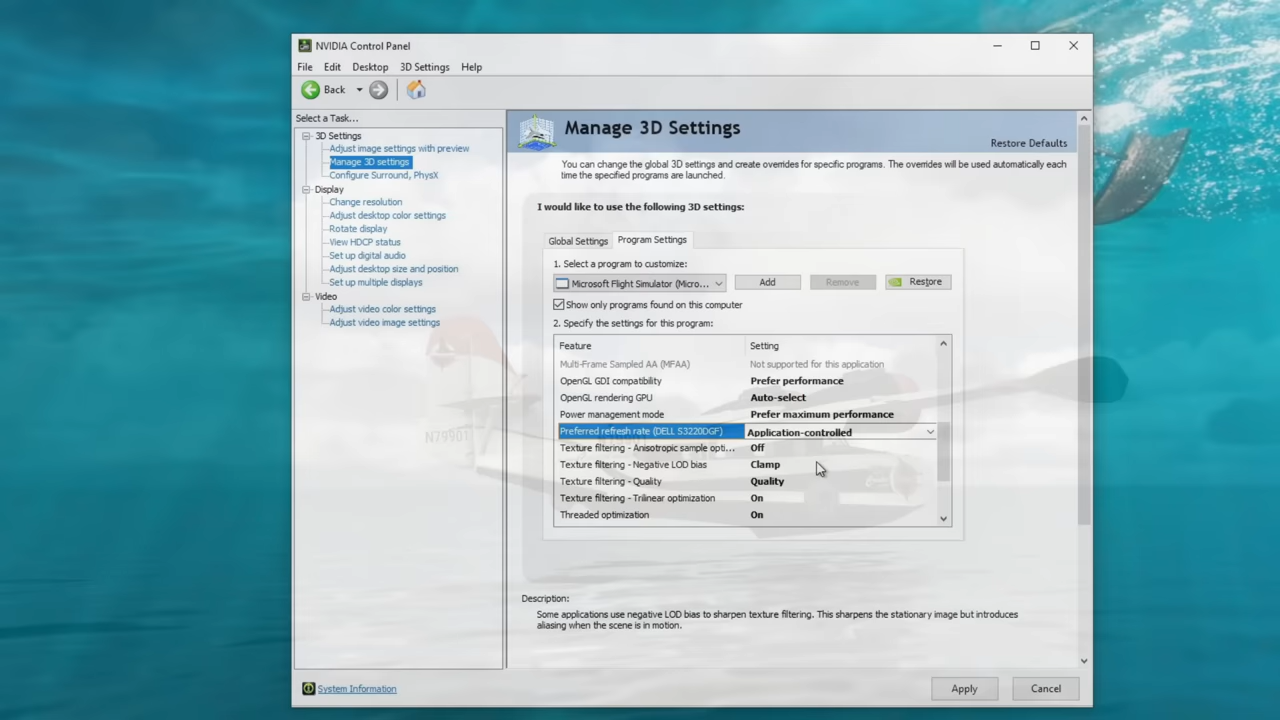 NVIDIA Control Panel
File Edit Desktop 3D Settings Help
Back
Select a Task...
3D Settings
Adjust image settings with preview
Manage 3D settings
Configure Surround, PhysX
Display
Change resolution
Adjust desktop color settings
Rotate display
View HDCP status
Set up digital audio
Adjust desktop size and position
Set up multiple displays
Video
Adjust video color settings
Adjust video image settings
System Information
Manage 3D Settings
Restore Defaults
You can change the global 3D settings and create overrides for specific programs. The overrides will be used automatically each
time the specified programs are launched.
I would like to use the following 3D settings:
Global Settings Program Settings
1. Select a program to customize:
Microsoft Flight Simulator (Micro... Add Remove Restore
Show only programs found on this computer
2. Specify the settings for this program:
Feature Setting
Multi-Frame Sampled AA (MFAA) Not supported for this application
OpenGL GDI compatibility Prefer performance
OpenGL rendering GPU Auto-select
Power management mode Prefer maximum performance
Preferred refresh rate (DELL S3220DGF) Application-controlled
Texture filtering - Anisotropic sample opti... Off
Texture filtering - Negative LOD bias Clamp
Texture filtering - Quality Quality
Texture filtering - Trilinear optimization On
Threaded optimization On
N79901
Description:
Some applications use negative LOD bias to sharpen texture filtering. This sharpens the stationary image but introduces
aliasing when the scene is in motion.
Apply Cancel